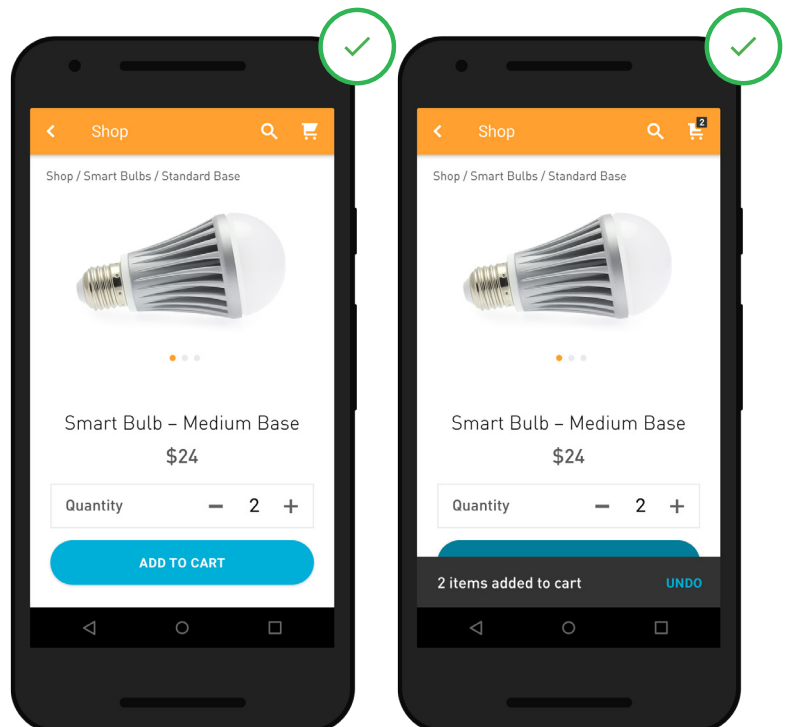 Shop
Shop / Smart Bulbs / Standard Base
Smart Bulb – Medium Base
$24
Quantity − 2 +
ADD TO CART
Shop
2
Shop / Smart Bulbs / Standard Base
Smart Bulb – Medium Base
$24
Quantity − 2 +
2 items added to cart UNDO